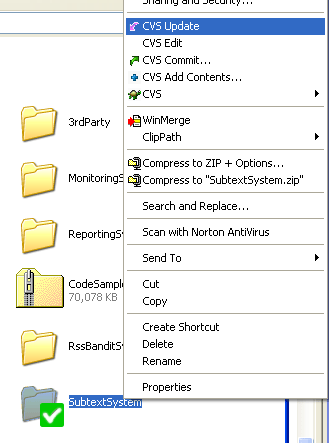 Sharing and Security...
CVS Update
CVS Edit
CVS Commit...
CVS Add Contents...
CVS
WinMerge
ClipPath
Compress to ZIP + Options...
Compress to "SubtextSystem.zip"
Search and Replace...
Scan with Norton AntiVirus
Send To
Cut
Copy
Create Shortcut
Delete
Rename
Properties
3rdParty
MonitoringS
ReportingSy
CodeSample
70,078 KB
RssBanditSy
SubtextSystem